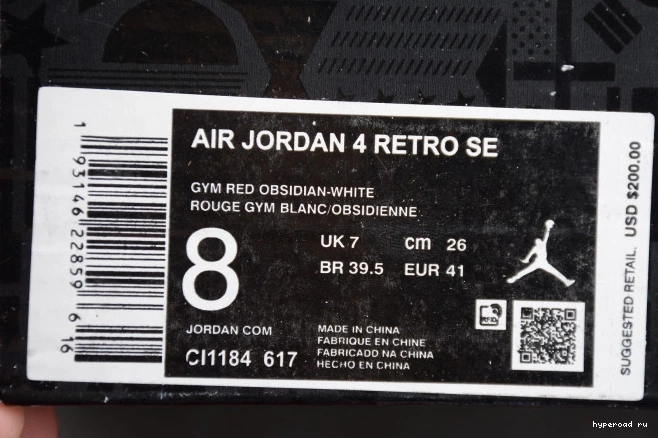 AIR JORDAN 4 RETRO SE
GYM RED OBSIDIAN-WHITE
ROUGE GYM BLANC/OBSIDIENNE
8
UK 7 cm 26
BR 39.5 EUR 41
JORDAN COM
CI1184 617
MADE IN CHINA
FABRIQUE EN CHINE
FABRICADO NA CHINA
HECHO EN CHINA
1 93146 22859 6 16
SUGGESTED RETAIL. USD $200.00
hyperoad ru